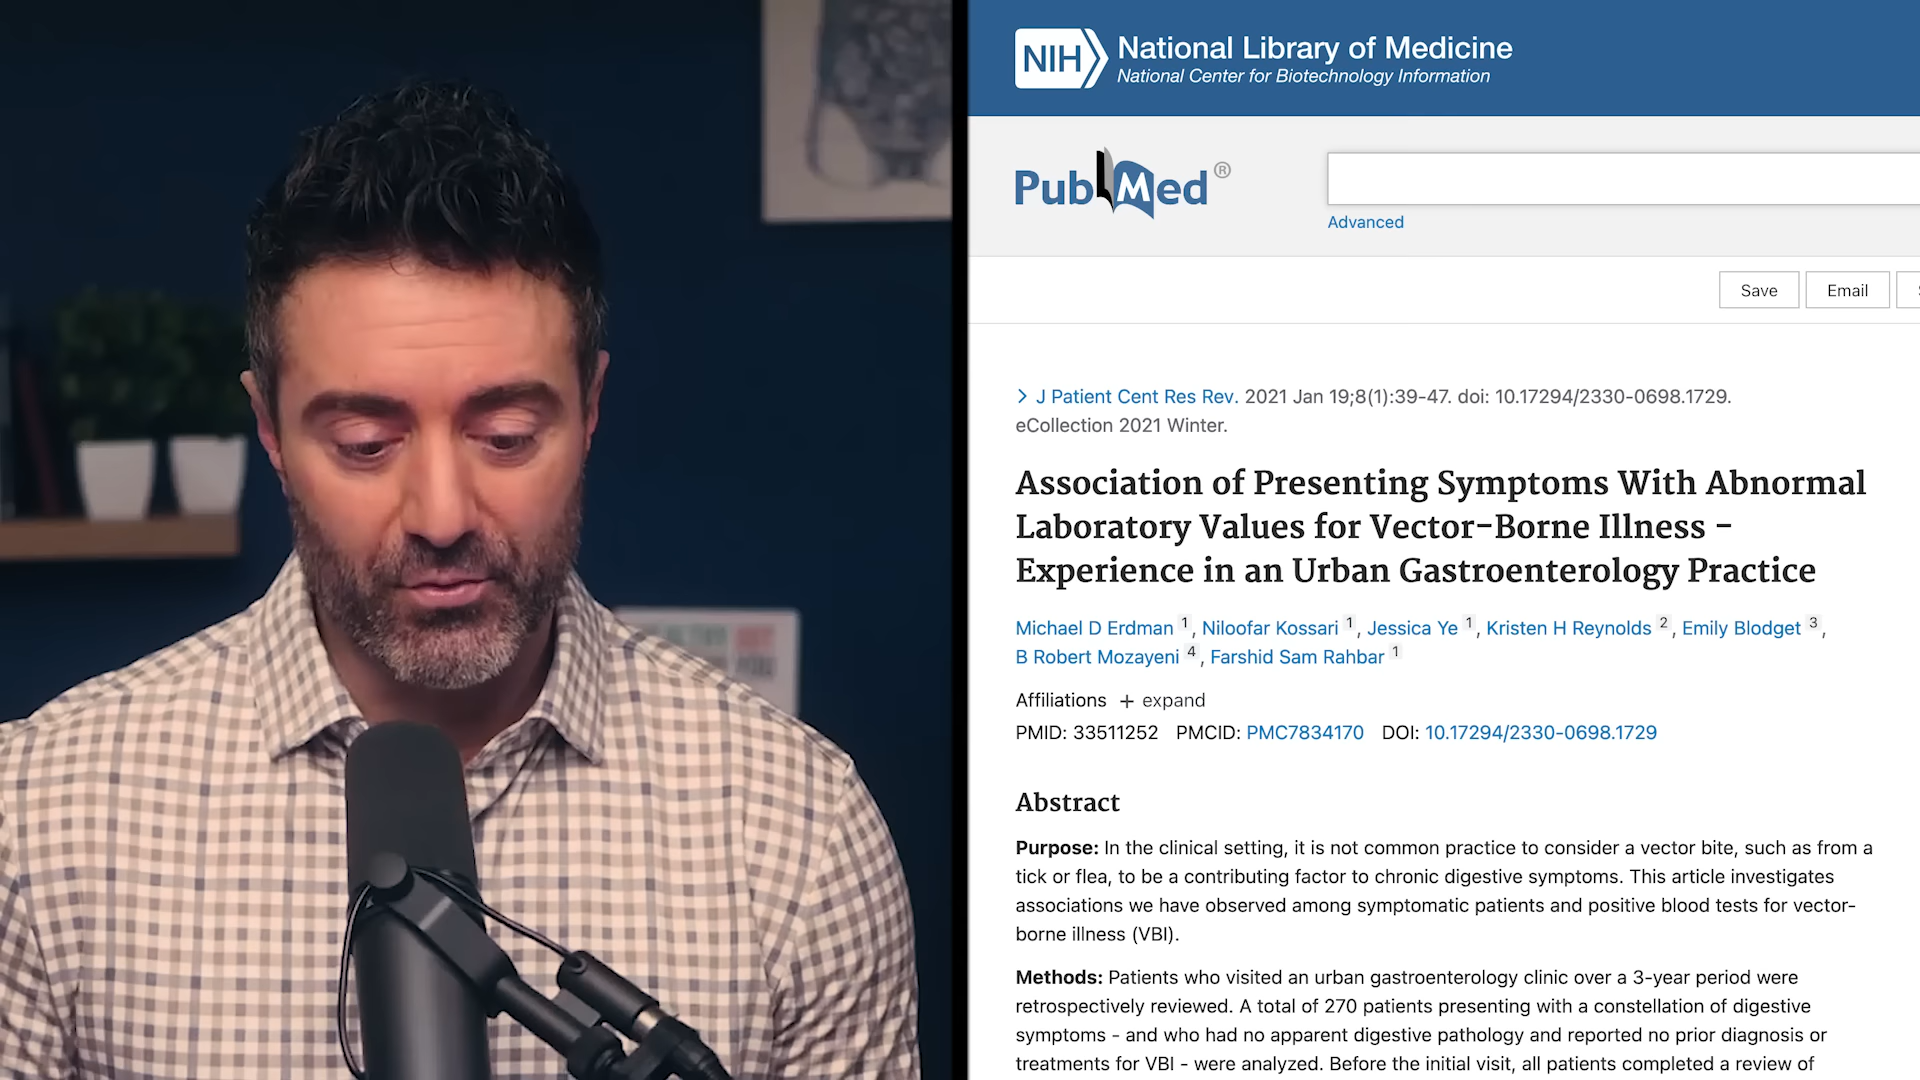 NIH National Library of Medicine
National Center for Biotechnology Information
PubMed®
Advanced
Save Email
J Patient Cent Res Rev. 2021 Jan 19;8(1):39-47. doi: 10.17294/2330-0698.1729.
eCollection 2021 Winter.
Association of Presenting Symptoms With Abnormal
Laboratory Values for Vector-Borne Illness -
Experience in an Urban Gastroenterology Practice
Michael D Erdman 1, Niloofar Kossari 1, Jessica Ye 1, Kristen H Reynolds 2, Emily Blodget 3,
B Robert Mozayeni 4, Farshid Sam Rahbar 1
Affiliations + expand
PMID: 33511252 PMCID: PMC7834170 DOI: 10.17294/2330-0698.1729
Abstract
Purpose: In the clinical setting, it is not common practice to consider a vector bite, such as from a
tick or flea, to be a contributing factor to chronic digestive symptoms. This article investigates
associations we have observed among symptomatic patients and positive blood tests for vector-
borne illness (VBI).
Methods: Patients who visited an urban gastroenterology clinic over a 3-year period were
retrospectively reviewed. A total of 270 patients presenting with a constellation of digestive
symptoms - and who had no apparent digestive pathology and reported no prior diagnosis or
treatments for VBI - were analyzed. Before the initial visit, all patients completed a review of